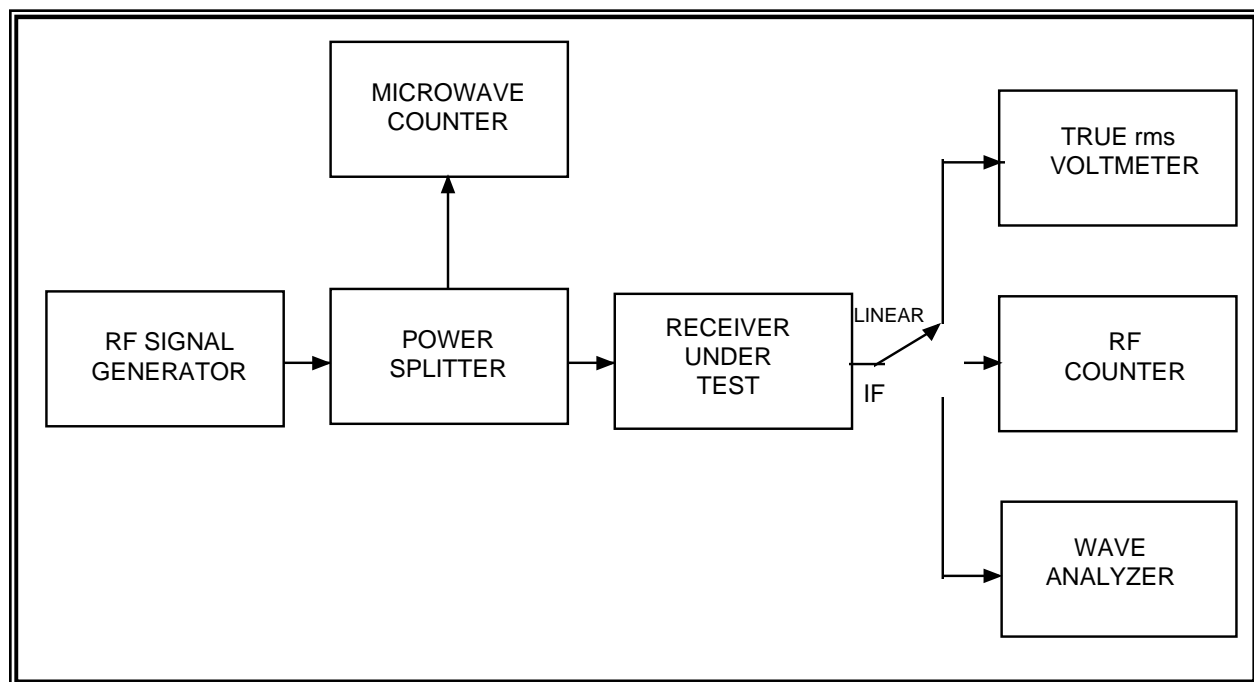 MICROWAVE
COUNTER
TRUE rms
VOLTMETER
RF SIGNAL
GENERATOR
POWER
SPLITTER
RECEIVER
UNDER
TEST
LINEAR
IF
RF
COUNTER
WAVE
ANALYZER